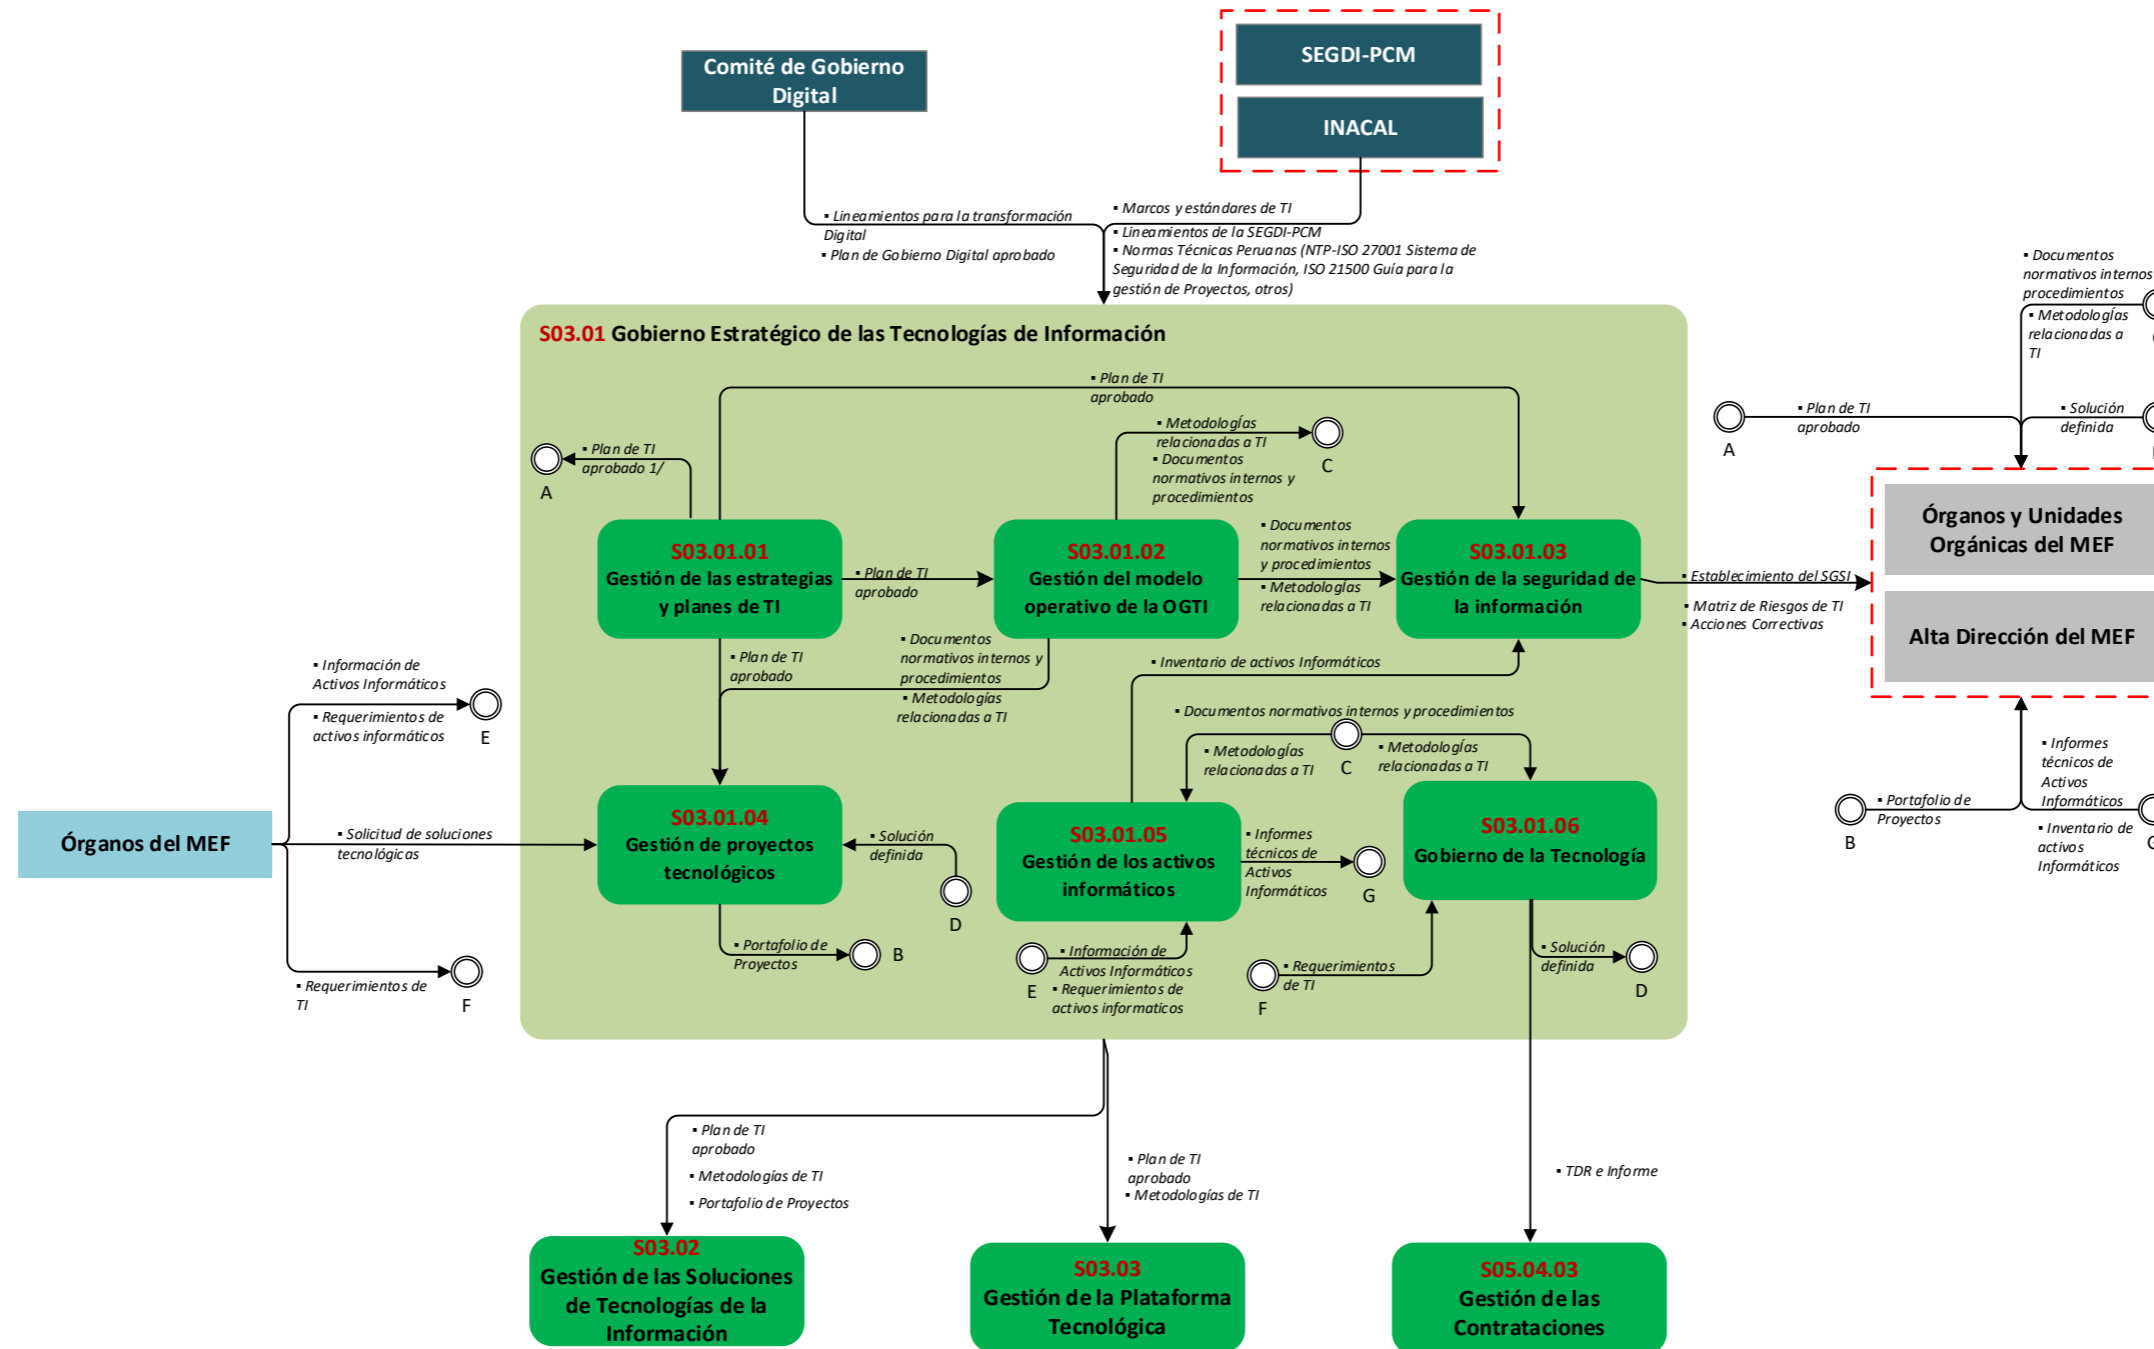 Comité de Gobierno
Digital
SEGDI-PCM
INACAL
▪ Lineamientos para la transformación
Digital
▪ Plan de Gobierno Digital aprobado
▪ Marcos y estándares de TI
▪ Lineamientos de la SEGDI-PCM
▪ Normas Técnicas Peruanas (NTP-ISO 27001 Sistema de
Seguridad de la Información, ISO 21500 Guía para la
gestión de Proyectos, otros)
S03.01 Gobierno Estratégico de las Tecnologías de Información
▪ Plan de TI
aprobado
▪ Plan de TI
aprobado 1/
A
▪ Metodologías
relacionadas a TI
▪ Documentos
normativos internos y
procedimientos
C
S03.01.01
Gestión de las estrategias
y planes de TI
▪ Plan de TI
aprobado
S03.01.02
Gestión del modelo
operativo de la OGTI
▪ Documentos
normativos internos
y procedimientos
▪ Metodologías
relacionadas a TI
S03.01.03
Gestión de la seguridad de
la información
▪ Establecimiento del SGSI
▪ Matriz de Riesgos de TI
▪ Acciones Correctivas
▪ Documentos
normativos internos
procedimientos
▪ Metodologías
relacionadas a
TI
A
▪ Plan de TI
aprobado
▪ Solución
definida
Órganos y Unidades
Orgánicas del MEF
Alta Dirección del MEF
▪ Plan de TI
aprobado
▪ Documentos
normativos internos y
procedimientos
▪ Metodologías
relacionadas a TI
▪ Inventario de activos Informáticos
▪ Documentos normativos internos y procedimientos
▪ Metodologías
relacionadas a TI
C
▪ Metodologías
relacionadas a TI
▪ Información de
Activos Informáticos
▪ Requerimientos de
activos informáticos
E
Órganos del MEF
▪ Solicitud de soluciones
tecnológicas
▪ Requerimientos de
TI
F
S03.01.04
Gestión de proyectos
tecnológicos
▪ Solución
definida
D
▪ Portafolio de
Proyectos
B
S03.01.05
Gestión de los activos
informáticos
▪ Informes
técnicos de
Activos
Informáticos
G
S03.01.06
Gobierno de la Tecnología
E
▪ Información de
Activos Informáticos
▪ Requerimientos de
activos informaticos
F
▪ Requerimientos
de TI
▪ Solución
definida
D
B
▪ Portafolio de
Proyectos
▪ Informes
técnicos de
Activos
Informáticos
▪ Inventario de
activos
Informáticos
▪ Plan de TI
aprobado
▪ Metodologías de TI
▪ Portafolio de Proyectos
▪ Plan de TI
aprobado
▪ Metodologías de TI
▪ TDR e Informe
S03.02
Gestión de las Soluciones
de Tecnologías de la
Información
S03.03
Gestión de la Plataforma
Tecnológica
S05.04.03
Gestión de las
Contrataciones